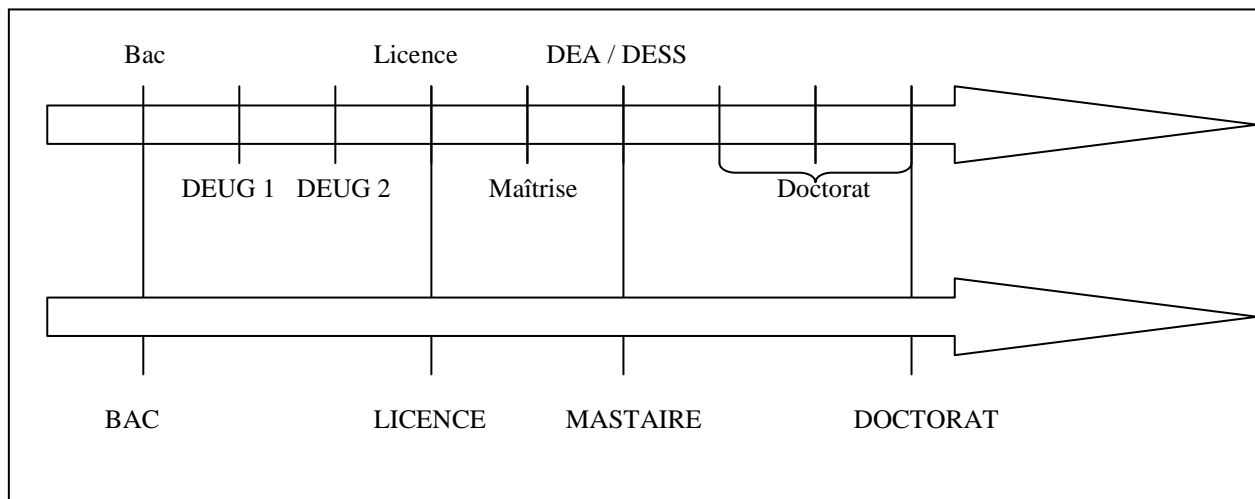 Bac Licence DEA / DESS
DEUG 1 DEUG 2 Maîtrise Doctorat
BAC LICENCE MASTAIRE DOCTORAT